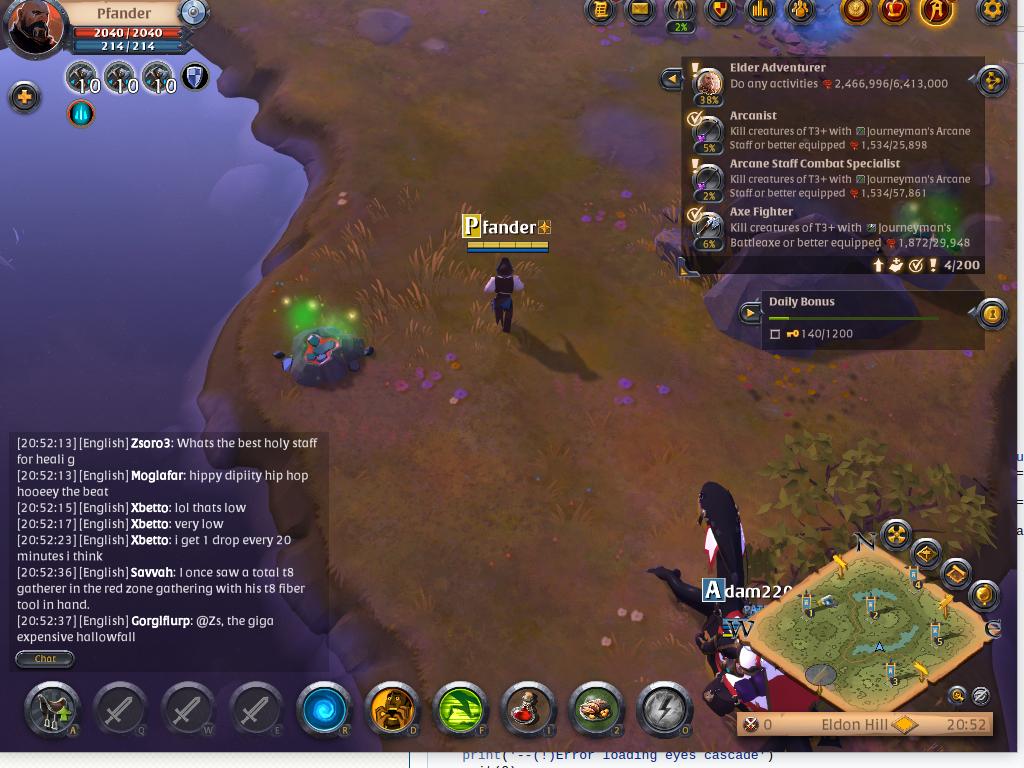 Pfander
2040/2040
214/214
2%
10 10 10
Elder Adventurer
Do any activities 2,466,996/6,413,000
38%
Arcanist
Kill creatures of T3+ with Journeyman's Arcane
Staff or better equipped 1,534/25,898
5%
Arcane Staff Combat Specialist
Kill creatures of T3+ with Journeyman's Arcane
Staff or better equipped 1,534/57,861
2%
Axe Fighter
Kill creatures of T3+ with Journeyman's
Battleaxe or better equipped 1,872/29,948
6%
4/200
Pfander
Daily Bonus
140/1200
[20:52:13] [English] Zsoro3: Whats the best holy staff
for heali g
[20:52:13] [English] Moglafar: hippy dipiity hip hop
hooeey the beat
[20:52:15] [English] Xbetto: lol thats low
[20:52:17] [English] Xbetto: very low
[20:52:23] [English] Xbetto: i get 1 drop every 20
minutes i think
[20:52:36] [English] Savvah: I once saw a total t8
gatherer in the red zone gathering with his t8 fiber
tool in hand.
[20:52:37] [English] Gorglflurp: @Zs, the giga
expensive hallowfall
Chat
Adam220
N
W
E
1
2
3
4
5
A
Q
W
E
R
D
F
1
2
O
0
Eldon Hill
20:52
print('--(!)Error loading eyes cascade')